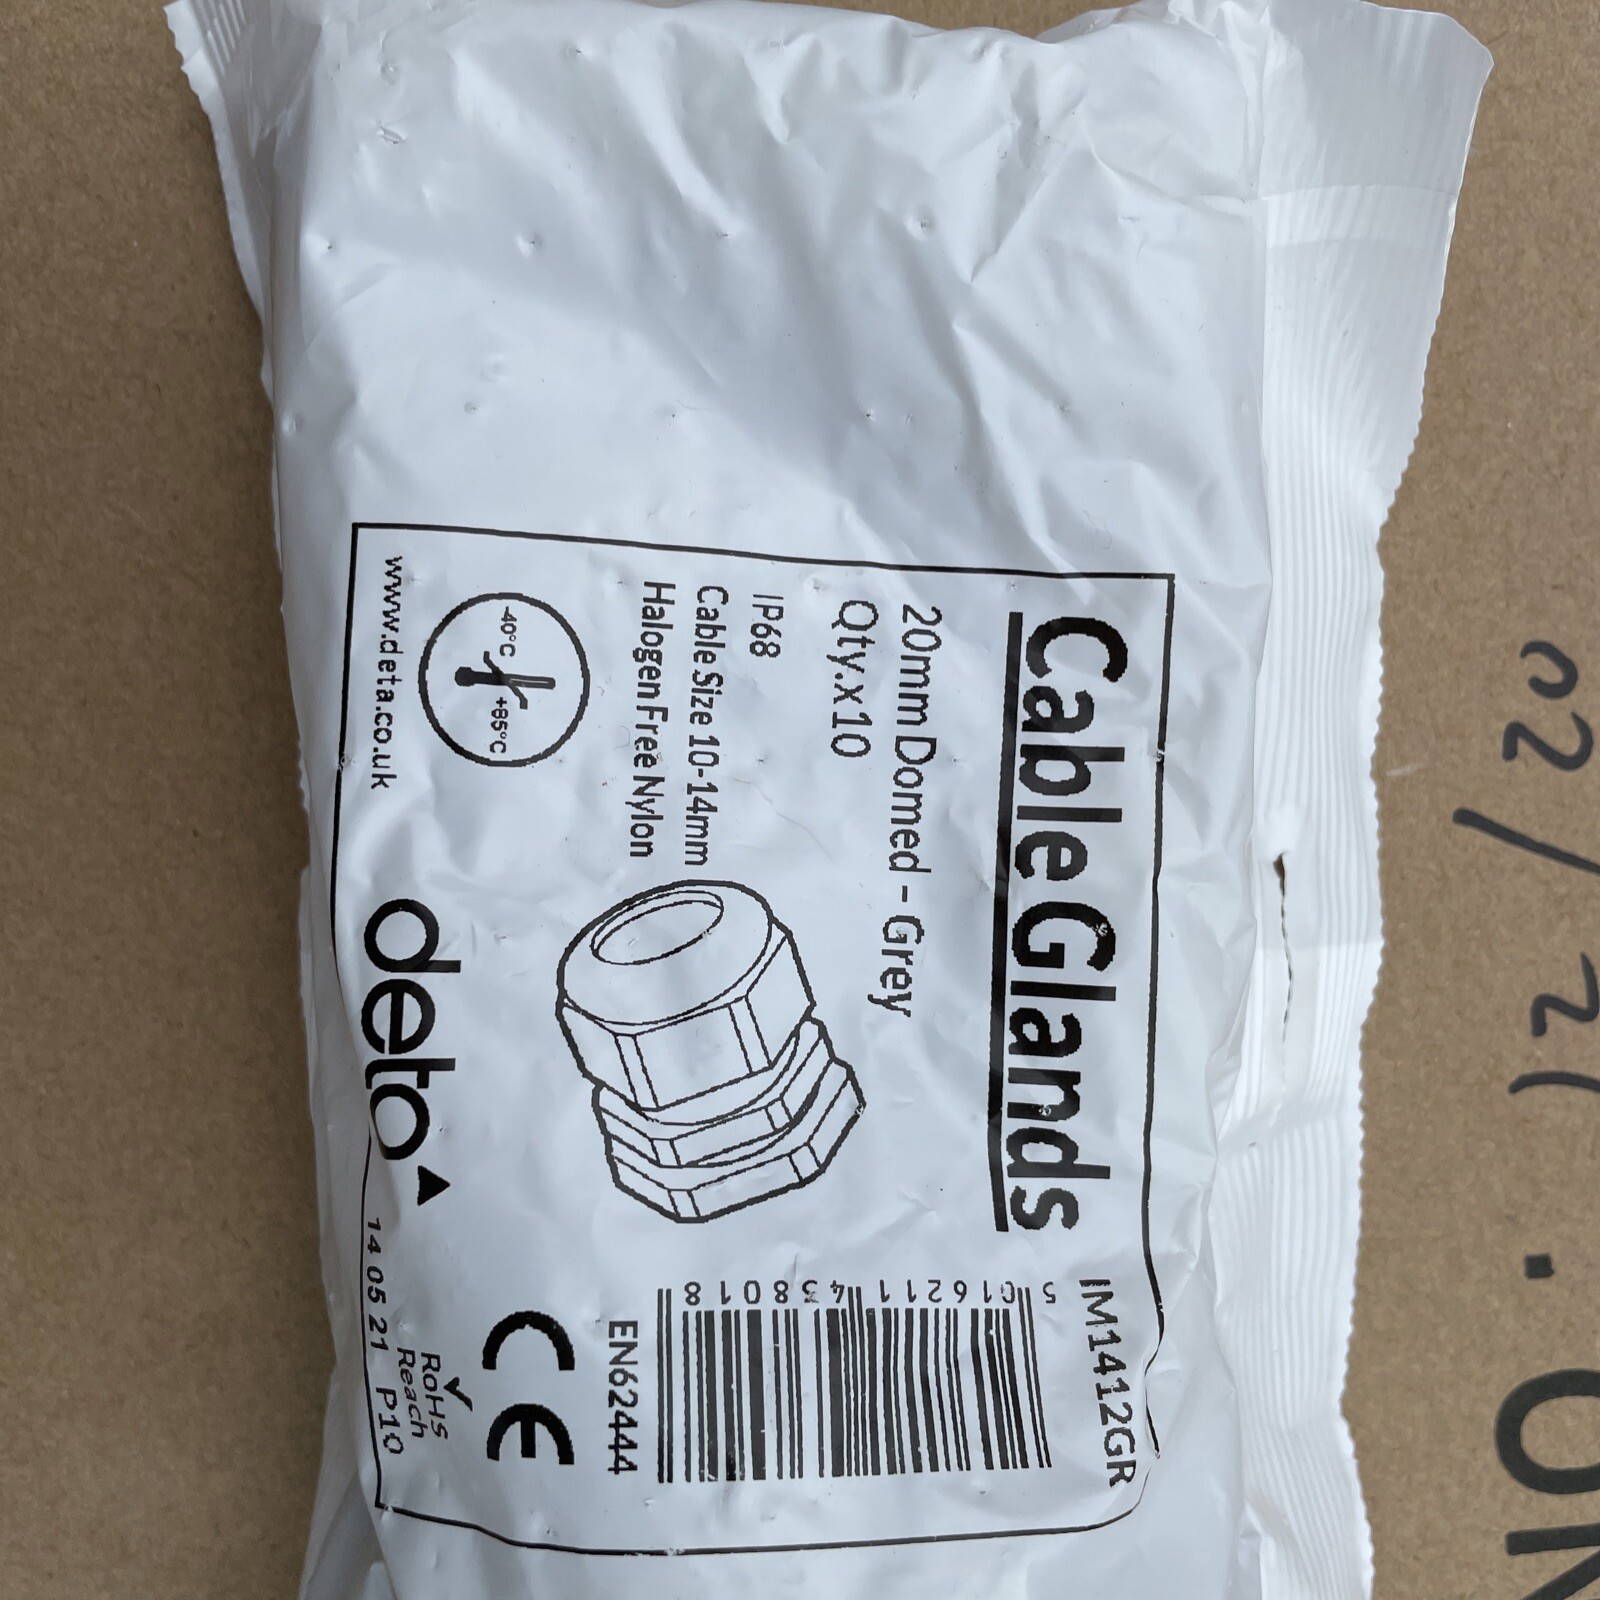 Cable Glands
IM1412GR
20mm Domed - Grey
Qty.x10
5 016211 438018
IP68
Cable Size 10-14mm
Halogen Free Nylon
EN62444
-40°C
+85°C
CE
RoHS
Reach
www.deta.co.uk
deta
14 05 21 P10